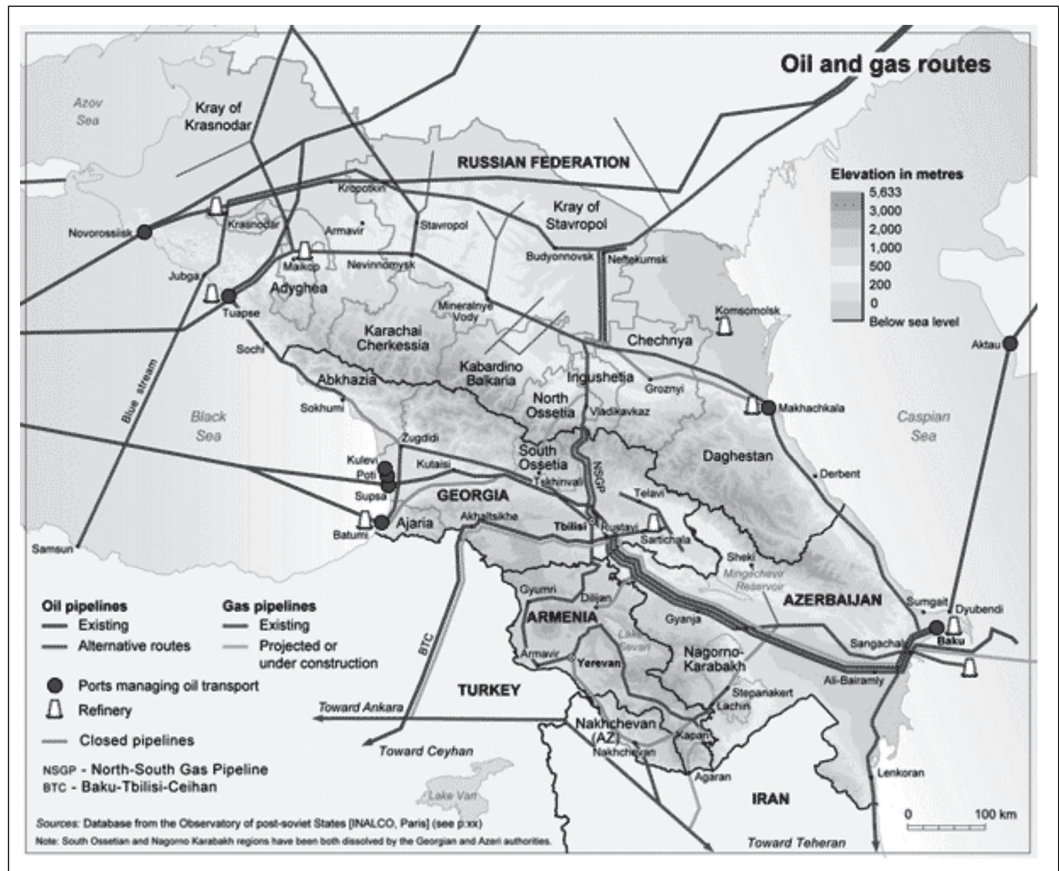 Oil and gas routes
Azov
Sea
Kray of
Krasnodar
RUSSIAN FEDERATION
Elevation in metres
5,633
3,000
2,000
1,000
500
200
0
Below sea level
Kropotkin
Krasnodar
Armavir
Stavropol
Kray of
Stavropol
Novorossiisk
Budyonnovsk
Neftekumsk
Maikop
Nevinnomysk
Jubga
Adyghea
Tuapse
Mineralnye
Vody
Komsomolsk
Karachai
Cherkessia
Chechnya
Aktau
Sochi
Kabardino
Balkaria
Ingushetia
Groznyi
Abkhazia
Blue stream
Sokhumi
North
Ossetia
Vladikavkaz
Makhachkala
Black
Sea
Caspian
Sea
Zugdidi
South
Ossetia
Daghestan
Kulevi
Kutaisi
Poti
Tskhinvali
NSGP
Derbent
Supsa
GEORGIA
Telavi
Akhaltsikhe
Ajaria
Tbilisi
Rustavi
Batumi
Sartichala
Samsun
Sheki
Mingechevir
Reservoir
Gyumri
Dilijan
AZERBAIJAN
Sumgait
Dyubendi
ARMENIA
Gyanja
Baku
Lake
Sevan
Sangachal
BTC
Armavir
Yerevan
Nagorno-
Karabakh
Ali-Bairamly
TURKEY
Stepanakert
Lachin
Toward Ankara
Nakhchevan
(AZ)
Kapan
Nakhchevan
Toward Ceyhan
Agaran
Lenkoran
Lake Van
IRAN
0 100 km
Toward Teheran
Oil pipelines
Existing
Alternative routes
Gas pipelines
Existing
Projected or
under construction
Ports managing oil transport
Refinery
Closed pipelines
NSGP - North-South Gas Pipeline
BTC - Baku-Tbilisi-Ceihan
Sources: Database from the Observatory of post-soviet States [INALCO, Paris] (see p.xx)
Note: South Ossetian and Nagorno Karabakh regions have been both dissolved by the Georgian and Azeri authorities.